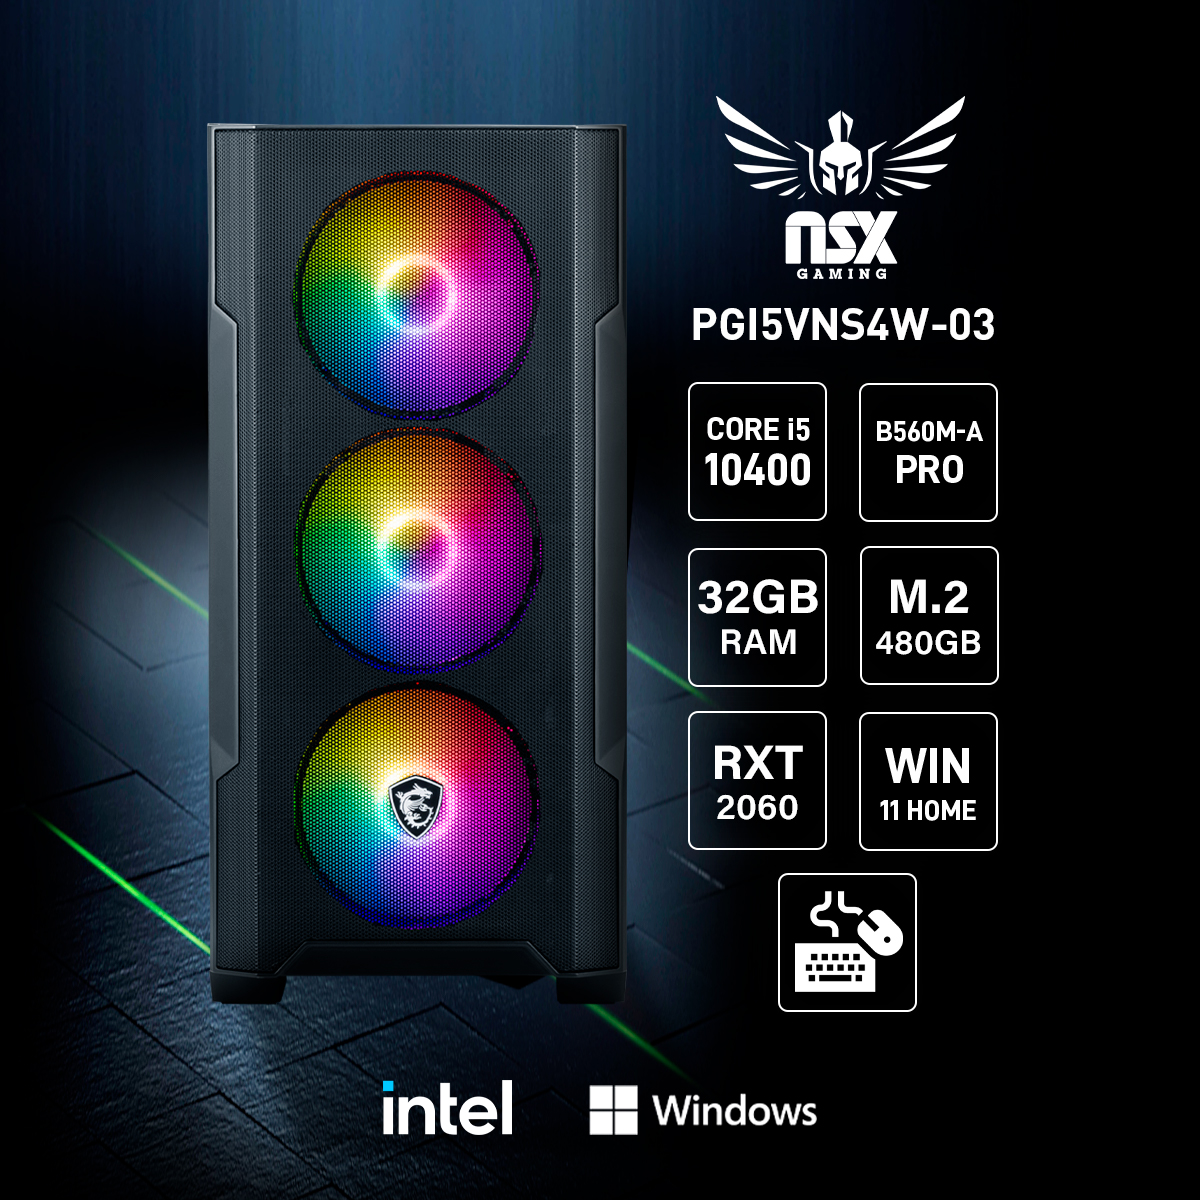 NSX
GAMING
PGI5VNS4W-03
CORE i5
10400
B560M-A
PRO
32GB
RAM
M.2
480GB
RXT
2060
WIN
11 HOME
intel
Windows